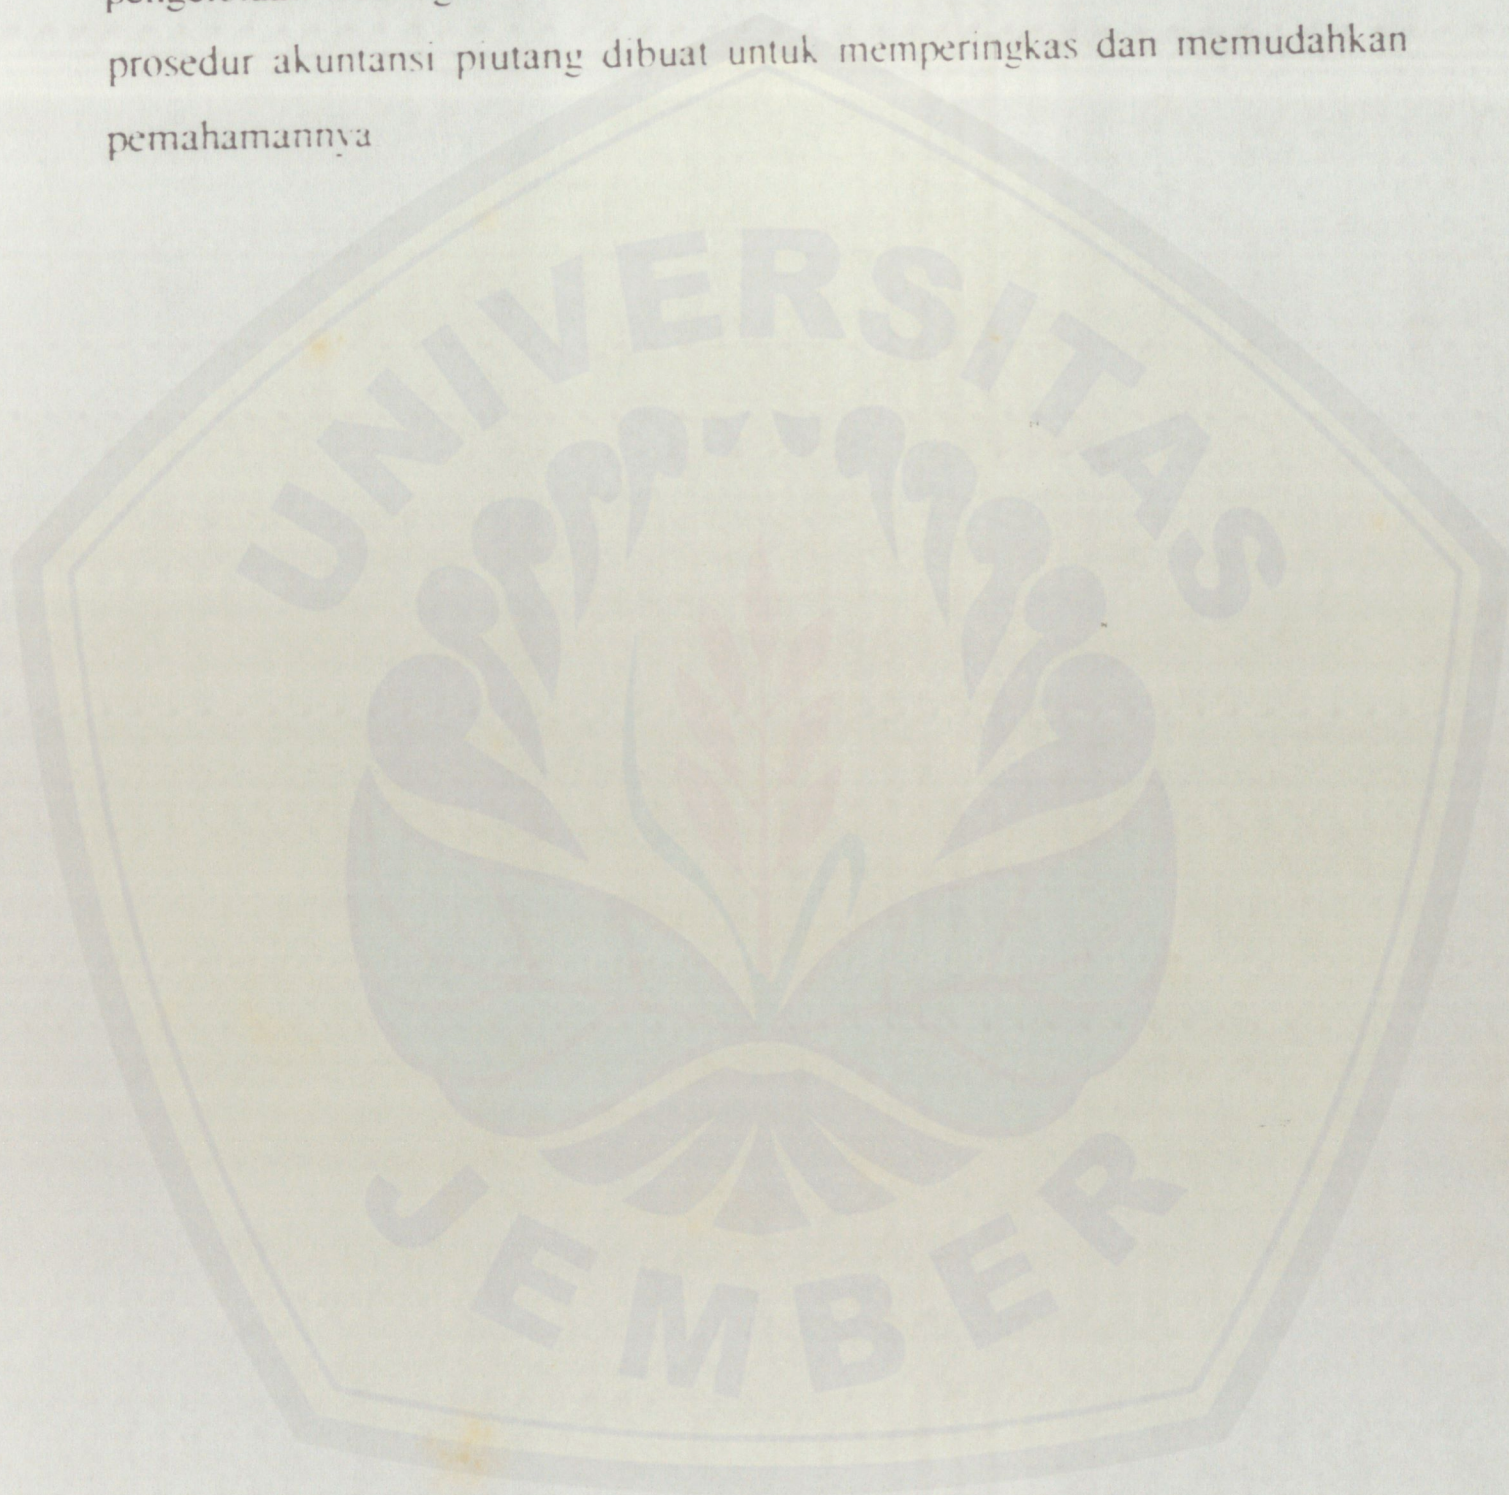 prosedur akuntansi piutang dibuat untuk memperingkas dan memudahkan
pemahamannya
UNIVERSITAS
JEMBER